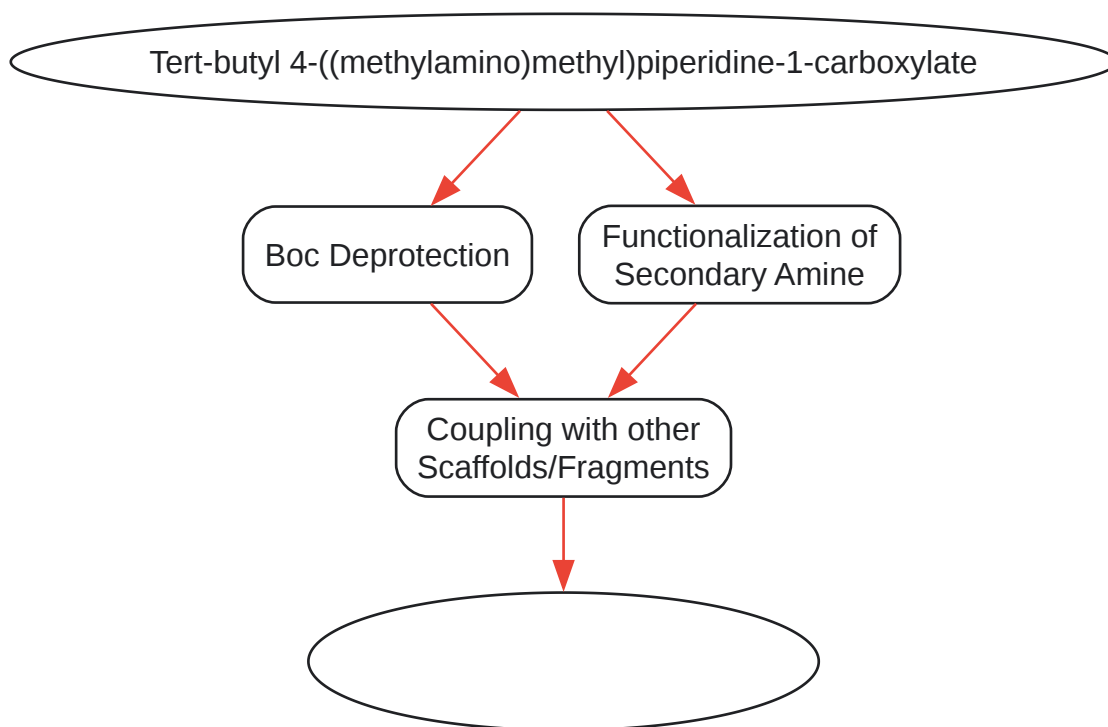 Tert-butyl 4-((methylamino)methyl)piperidine-1-carboxylate
Boc Deprotection
Functionalization of
Secondary Amine
Coupling with other
Scaffolds/Fragments